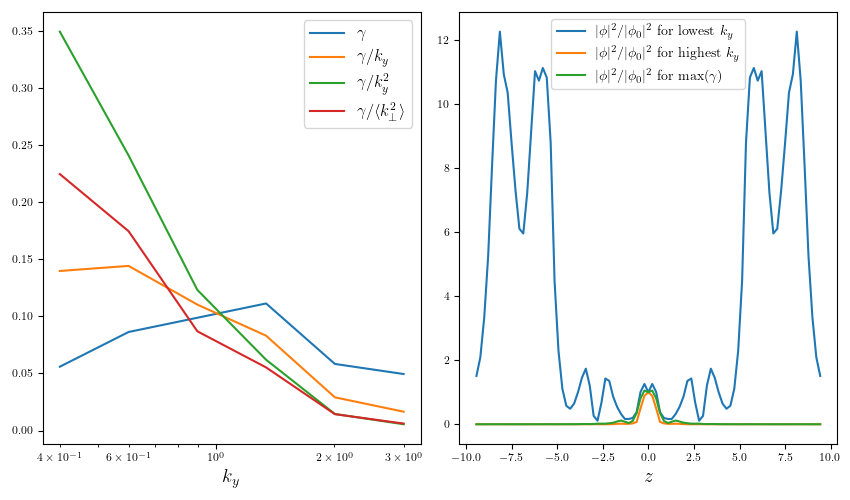 γ
γ/k_y
γ/k_y^2
γ/⟨k_⊥^2⟩
0.35
0.30
0.25
0.20
0.15
0.10
0.05
0.00
4 × 10^{-1}
6 × 10^{-1}
10^0
2 × 10^0
3 × 10^0
k_y
|ϕ|^2/|ϕ_0|^2 for lowest k_y
|ϕ|^2/|ϕ_0|^2 for highest k_y
|ϕ|^2/|ϕ_0|^2 for max(γ)
12
10
8
6
4
2
0
−10.0
−7.5
−5.0
−2.5
0.0
2.5
5.0
7.5
10.0
z